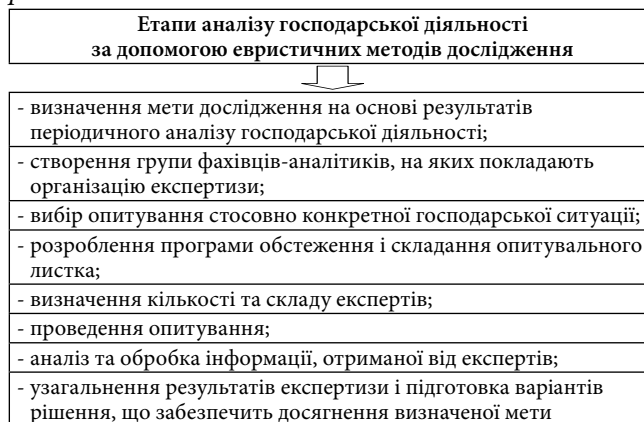 Етапи аналізу господарської діяльності
за допомогою евристичних методів дослідження
- визначення мети дослідження на основі результатів
періодичного аналізу господарської діяльності;
- створення групи фахівців-аналітиків, на яких покладають
організацію експертизи;
- вибір опитування стосовно конкретної господарської ситуації;
- розроблення програми обстеження і складання опитувального
листка;
- визначення кількості та складу експертів;
- проведення опитування;
- аналіз та обробка інформації, отриманої від експертів;
- узагальнення результатів експертизи і підготовка варіантів
рішення, що забезпечить досягнення визначеної мети